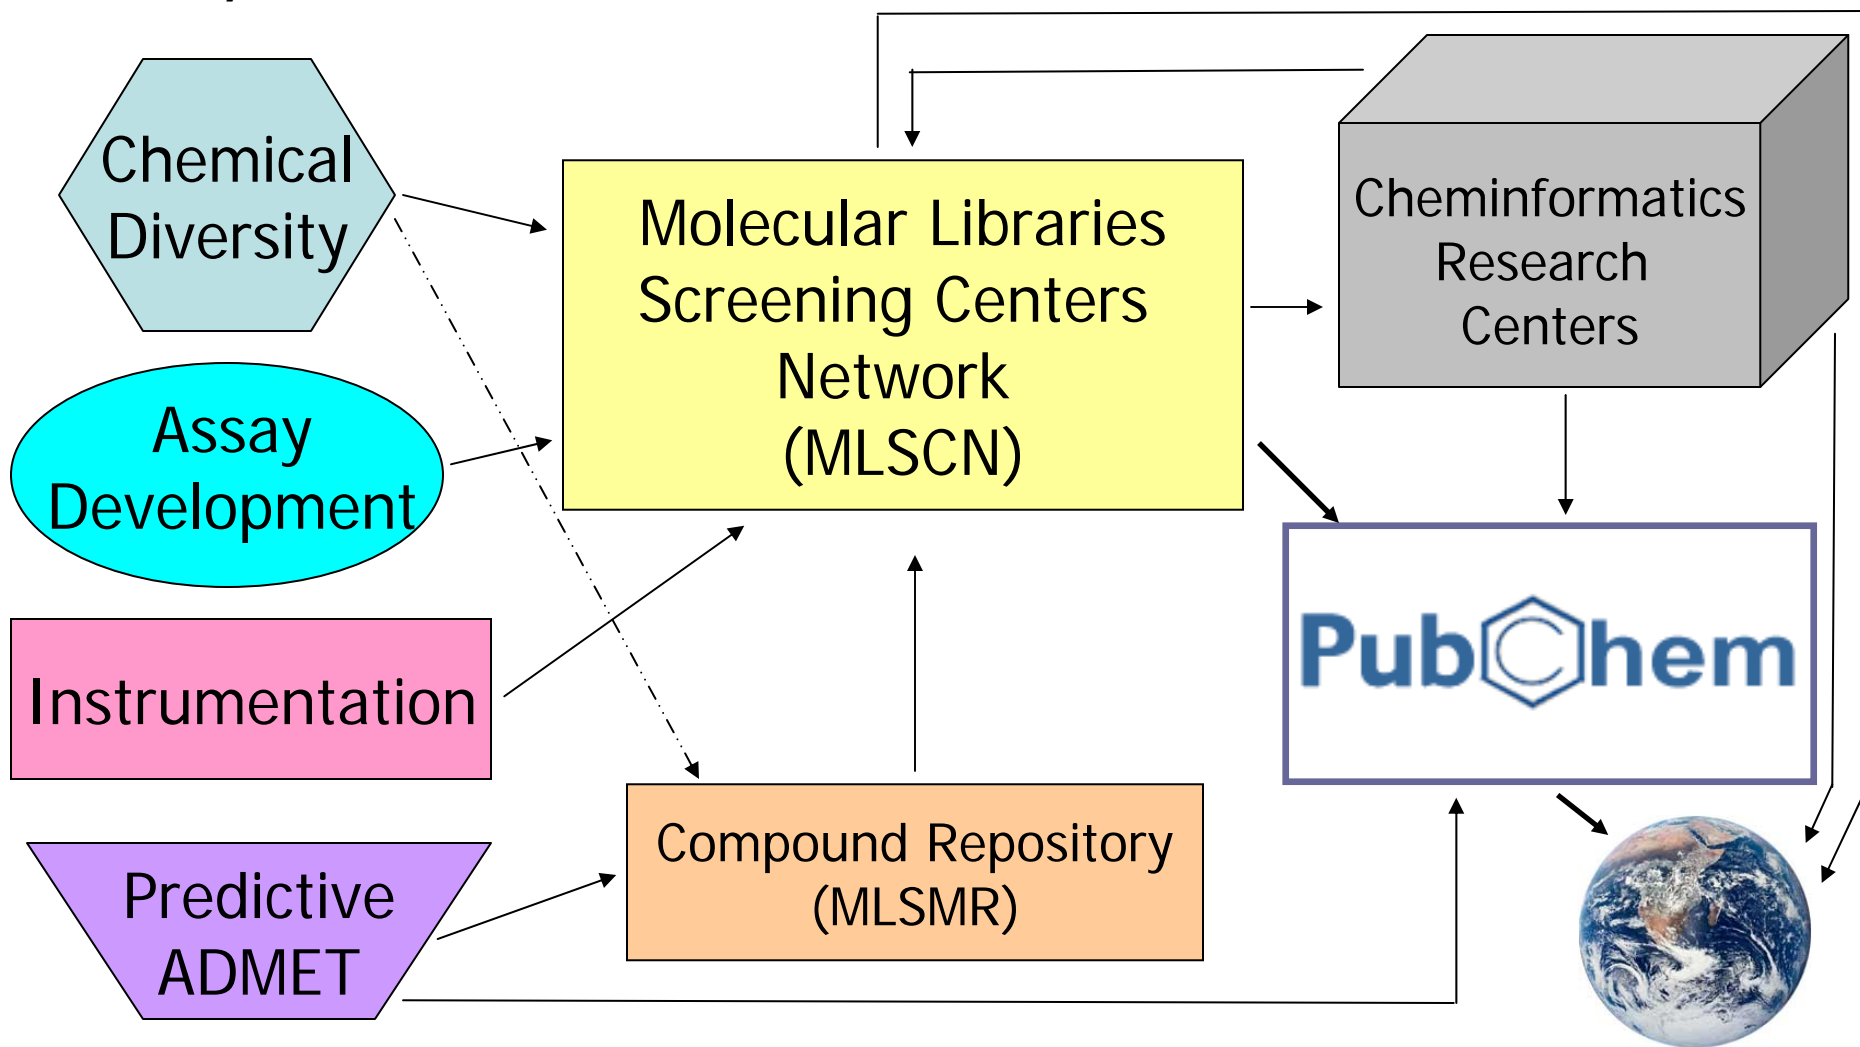 Chemical
Diversity
Assay
Development
Instrumentation
Predictive
ADMET
Molecular Libraries
Screening Centers
Network
(MLSCN)
Compound Repository
(MLSMR)
Cheminformatics
Research
Centers
PubChem